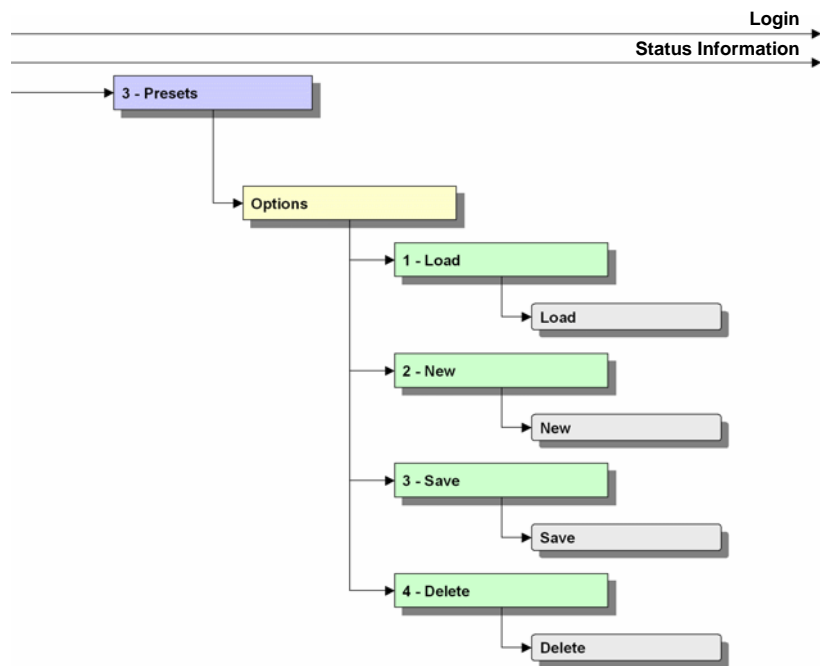 Login
Status Information
3 - Presets
Options
1 - Load
Load
2 - New
New
3 - Save
Save
4 - Delete
Delete